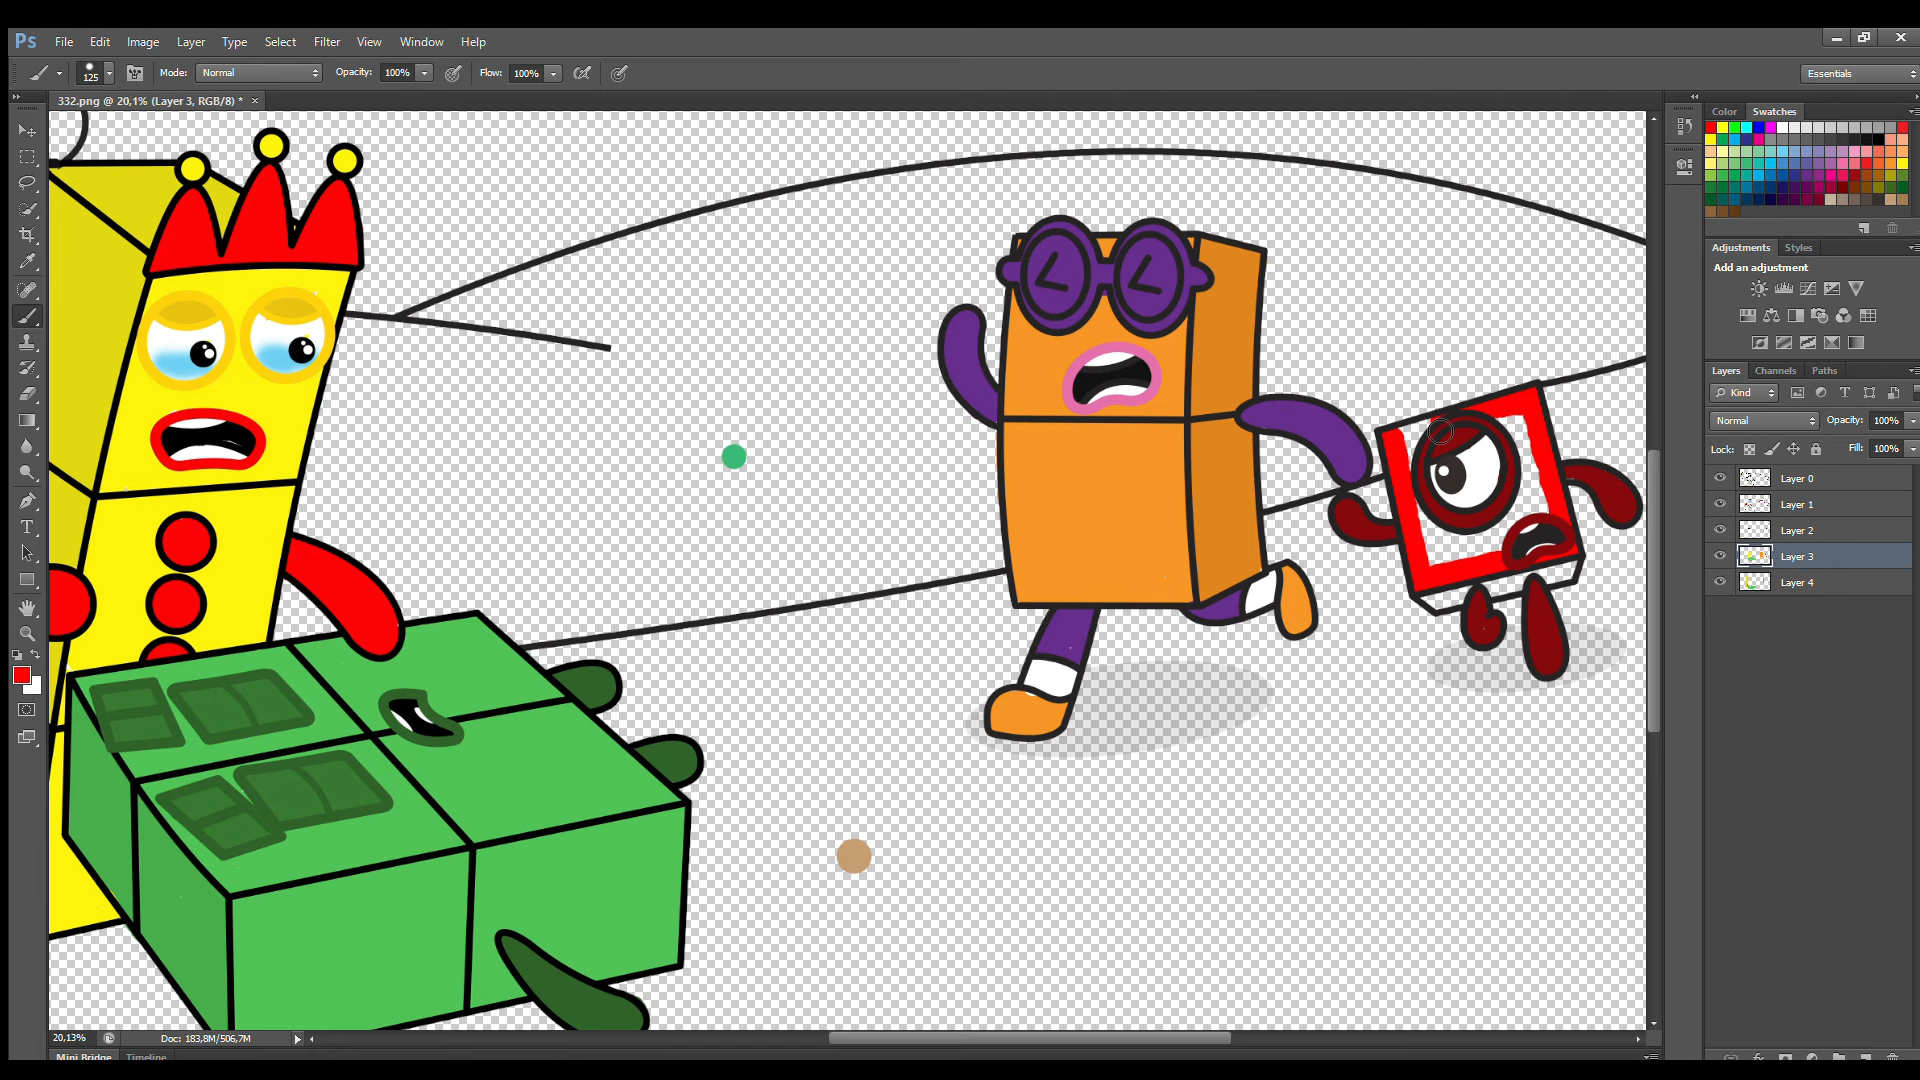 Ps File Edit Image Layer Type Select Filter View Window Help
125 Mode: Normal Opacity: 100% Flow: 100% Essentials
332.png @ 20,1% (Layer 3, RGB/8) *
Color Swatches
Adjustments Styles
Add an adjustment
Layers Channels Paths
Kind
Normal Opacity: 100%
Lock: Fill: 100%
Layer 0
Layer 1
Layer 2
Layer 3
Layer 4
20,13% Doc: 183,8M/506,7M
Mini Bridge Timeline